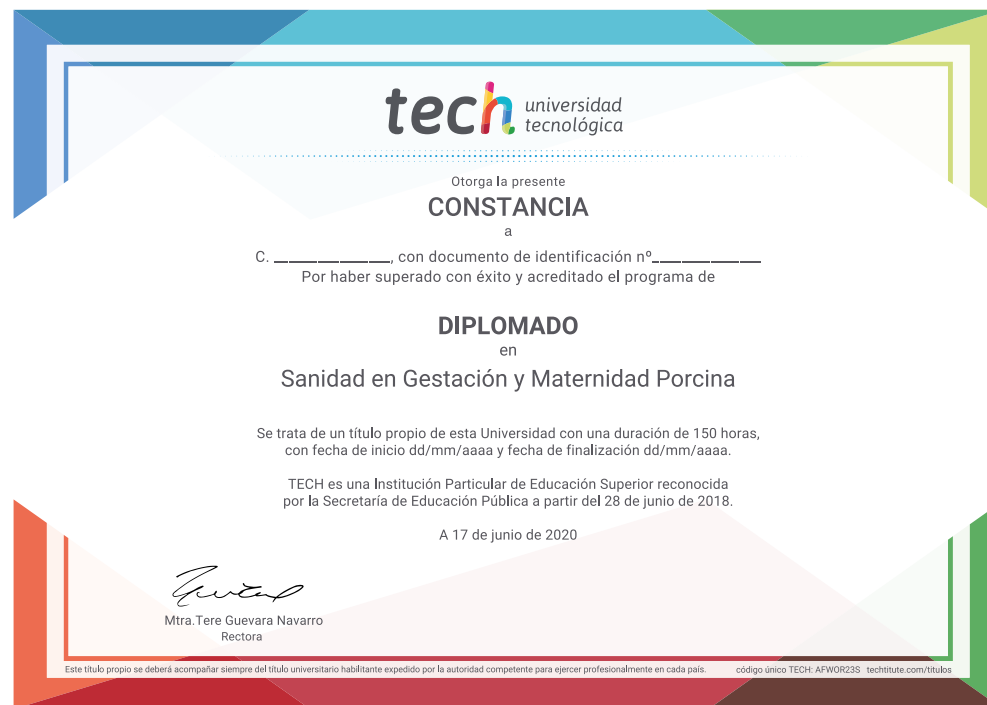 tech universidad
tecnológica
Otorga la presente
CONSTANCIA
a
C. ______________, con documento de identificación nº_____________
Por haber superado con éxito y acreditado el programa de
DIPLOMADO
en
Sanidad en Gestación y Maternidad Porcina
Se trata de un título propio de esta Universidad con una duración de 150 horas,
con fecha de inicio dd/mm/aaaa y fecha de finalización dd/mm/aaaa.
TECH es una Institución Particular de Educación Superior reconocida
por la Secretaría de Educación Pública a partir del 28 de junio de 2018.
A 17 de junio de 2020
Mtra.Tere Guevara Navarro
Rectora
Este título propio se deberá acompañar siempre del título universitario habilitante expedido por la autoridad competente para ejercer profesionalmente en cada país. código único TECH: AFWOR23S techtitute.com/titulos